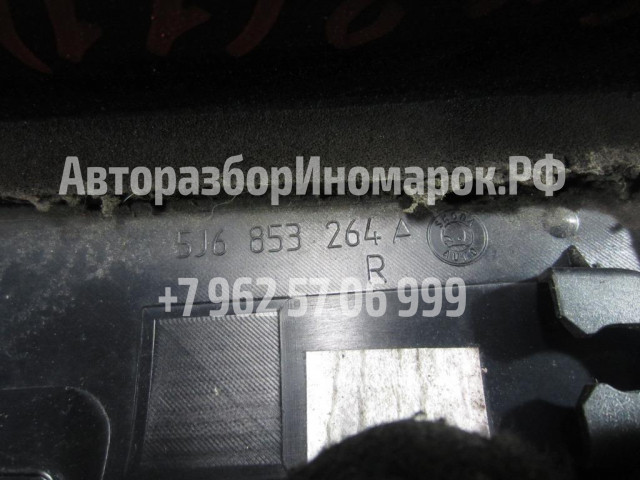 АвторазборИномарок.РФ
5J6 853 264 A
R
+7 962 57 06 999